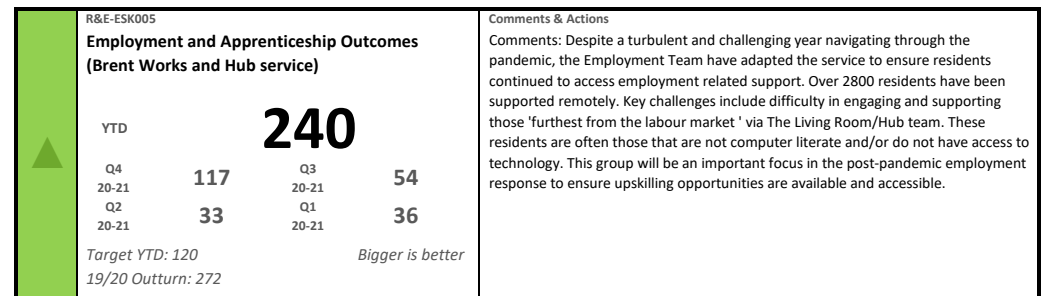 R&E-ESK005
Employment and Apprenticeship Outcomes
(Brent Works and Hub service)
YTD 240
Q4 20-21 117 Q3 20-21 54
Q2 20-21 33 Q1 20-21 36
Target YTD: 120 Bigger is better
19/20 Outturn: 272
Comments & Actions
Comments: Despite a turbulent and challenging year navigating through the
pandemic, the Employment Team have adapted the service to ensure residents
continued to access employment related support. Over 2800 residents have been
supported remotely. Key challenges include difficulty in engaging and supporting
those 'furthest from the labour market ' via The Living Room/Hub team. These
residents are often those that are not computer literate and/or do not have access to
technology. This group will be an important focus in the post-pandemic employment
response to ensure upskilling opportunities are available and accessible.